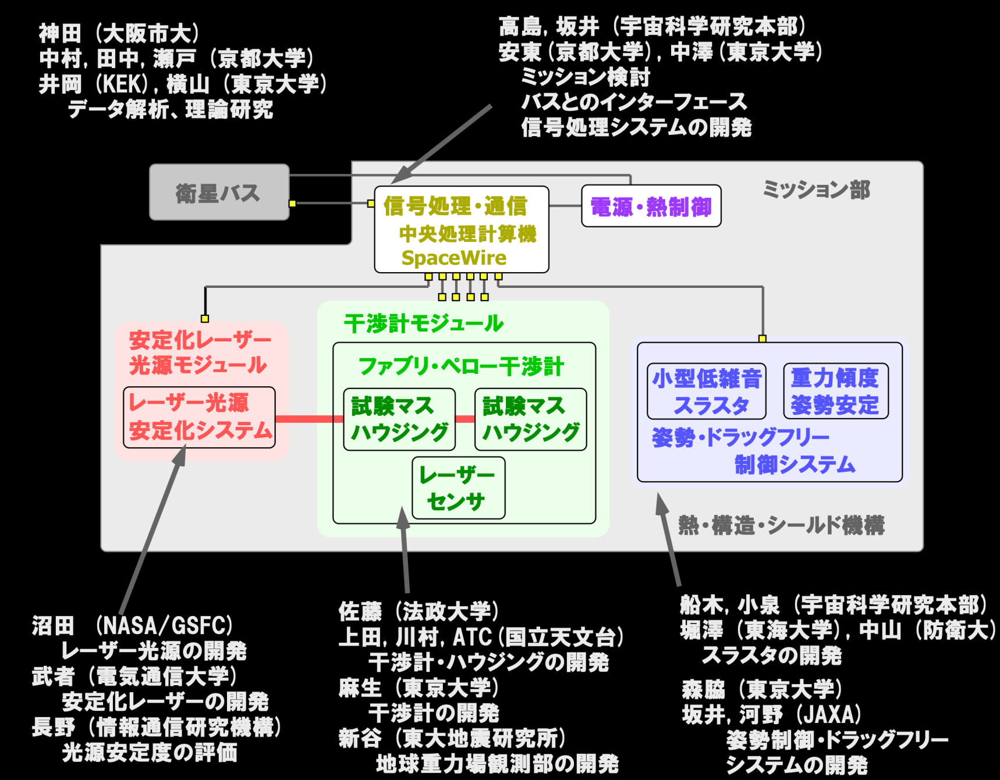 神田 (大阪市大)
中村, 田中, 瀬戸 (京都大学)
井岡 (KEK), 横山 (東京大学)
データ解析、理論研究
高島, 坂井 (宇宙科学研究本部)
安東 (京都大学), 中澤 (東京大学)
ミッション検討
バスとのインターフェース
信号処理システムの開発
衛星バス
ミッション部
信号処理・通信
中央処理計算機
SpaceWire
電源・熱制御
安定化レーザー
光源モジュール
レーザー光源
安定化システム
干渉計モジュール
ファブリ・ペロー干渉計
試験マス
ハウジング
試験マス
ハウジング
レーザー
センサ
小型低雑音
スラスタ
重力傾度
姿勢安定
姿勢・ドラッグフリー
制御システム
熱・構造・シールド機構
沼田 (NASA/GSFC)
レーザー光源の開発
武者 (電気通信大学)
安定化レーザーの開発
長野 (情報通信研究機構)
光源安定度の評価
佐藤 (法政大学)
上田, 川村, ATC (国立天文台)
干渉計・ハウジングの開発
麻生 (東京大学)
干渉計の開発
新谷 (東大地震研究所)
地球重力場観測部の開発
船木, 小泉 (宇宙科学研究本部)
堀澤 (東海大学), 中山 (防衛大)
スラスタの開発
森脇 (東京大学)
坂井, 河野 (JAXA)
姿勢制御・ドラッグフリー
システムの開発